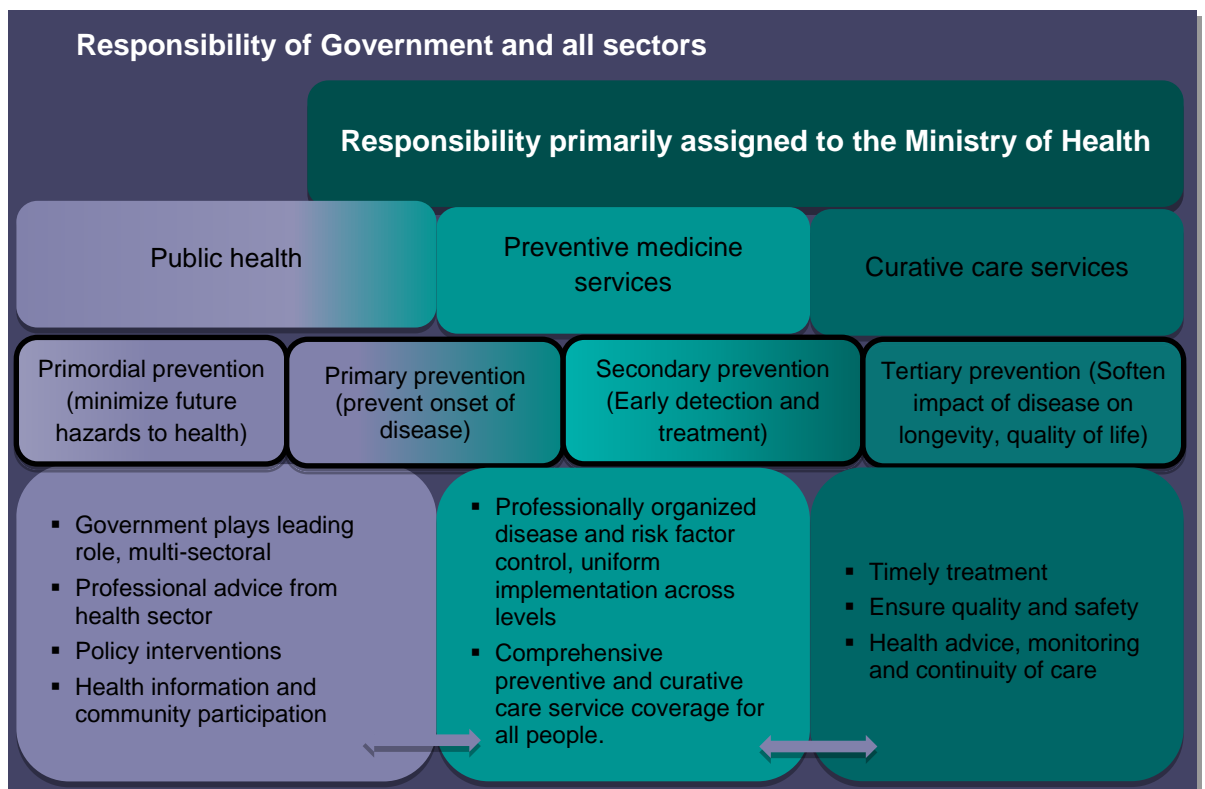 Responsibility of Government and all sectors
Responsibility primarily assigned to the Ministry of Health
Public health
Preventive medicine
services
Curative care services
Primordial prevention
(minimize future
hazards to health)
Primary prevention
(prevent onset of
disease)
Secondary prevention
(Early detection and
treatment)
Tertiary prevention (Soften
impact of disease on
longevity, quality of life)
▪ Government plays leading
role, multi-sectoral
▪ Professional advice from
health sector
▪ Policy interventions
▪ Health information and
community participation
▪ Professionally organized
disease and risk factor
control, uniform
implementation across
levels
▪ Comprehensive
preventive and curative
care service coverage for
all people.
▪ Timely treatment
▪ Ensure quality and safety
▪ Health advice, monitoring
and continuity of care